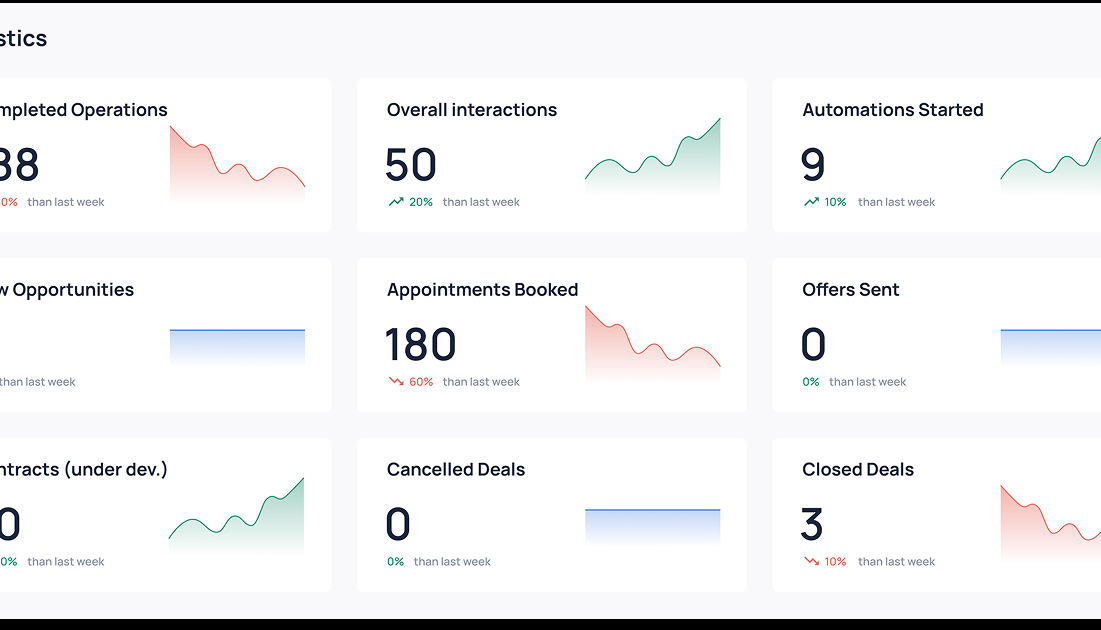 stics
mpleted Operations
38
0% than last week
Overall interactions
50
20% than last week
Automations Started
9
10% than last week
w Opportunities
than last week
Appointments Booked
180
60% than last week
Offers Sent
0
0% than last week
ntracts (under dev.)
0
0% than last week
Cancelled Deals
0
0% than last week
Closed Deals
3
10% than last week